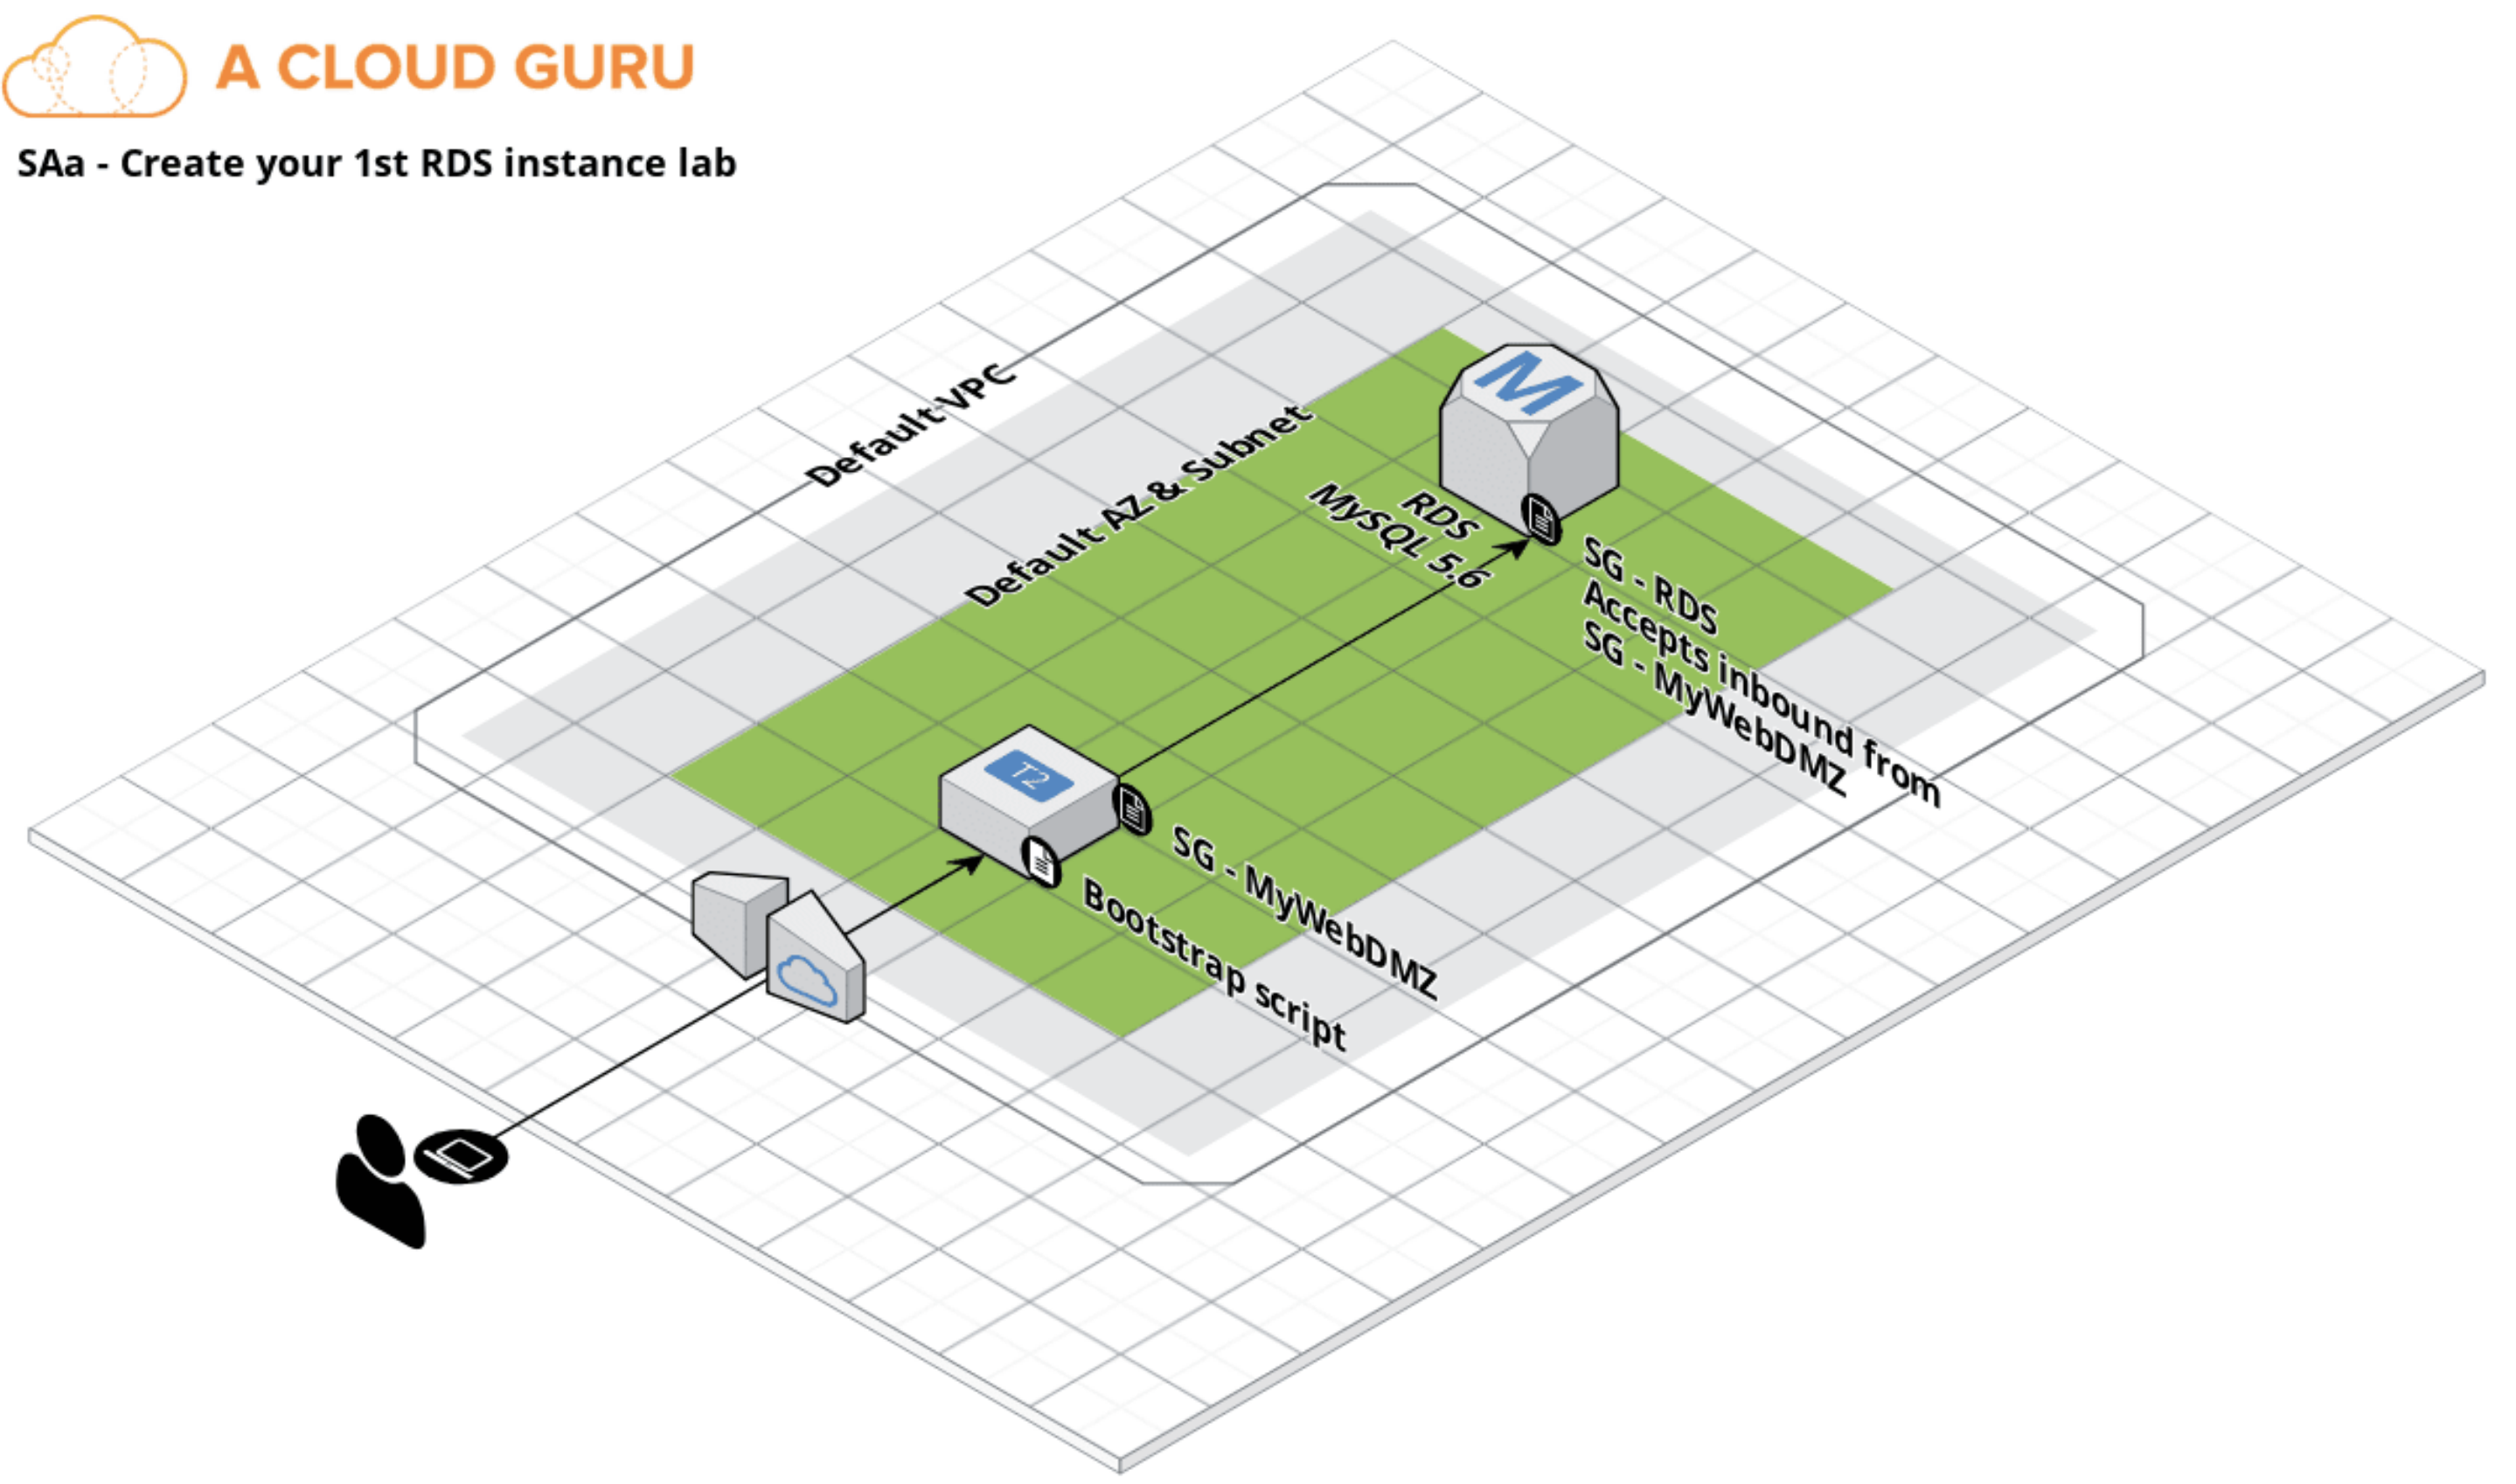 A CLOUD GURU
SAa - Create your 1st RDS instance lab
Default VPC
Default AZ & Subnet
M
RDS
MySQL 5.6
SG - RDS
Accepts inbound from
SG - MyWebDMZ
T2
SG - MyWebDMZ
Bootstrap script